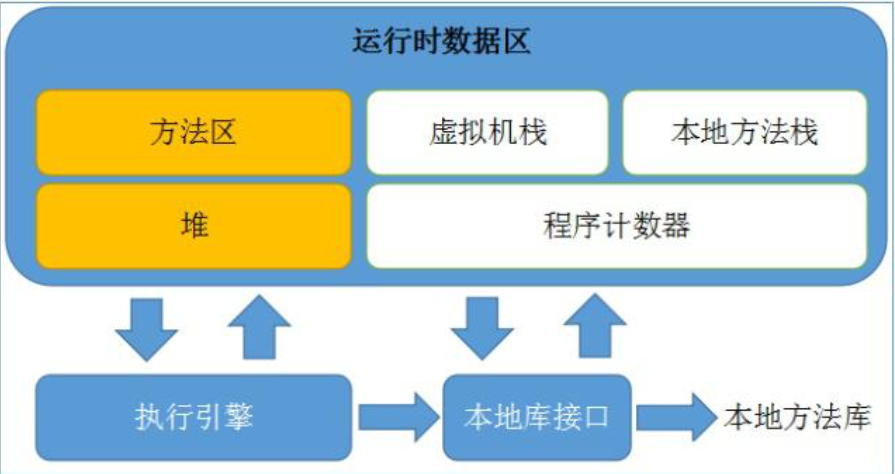 运行时数据区
方法区
虚拟机栈
本地方法栈
堆
程序计数器
执行引擎
本地库接口
本地方法库